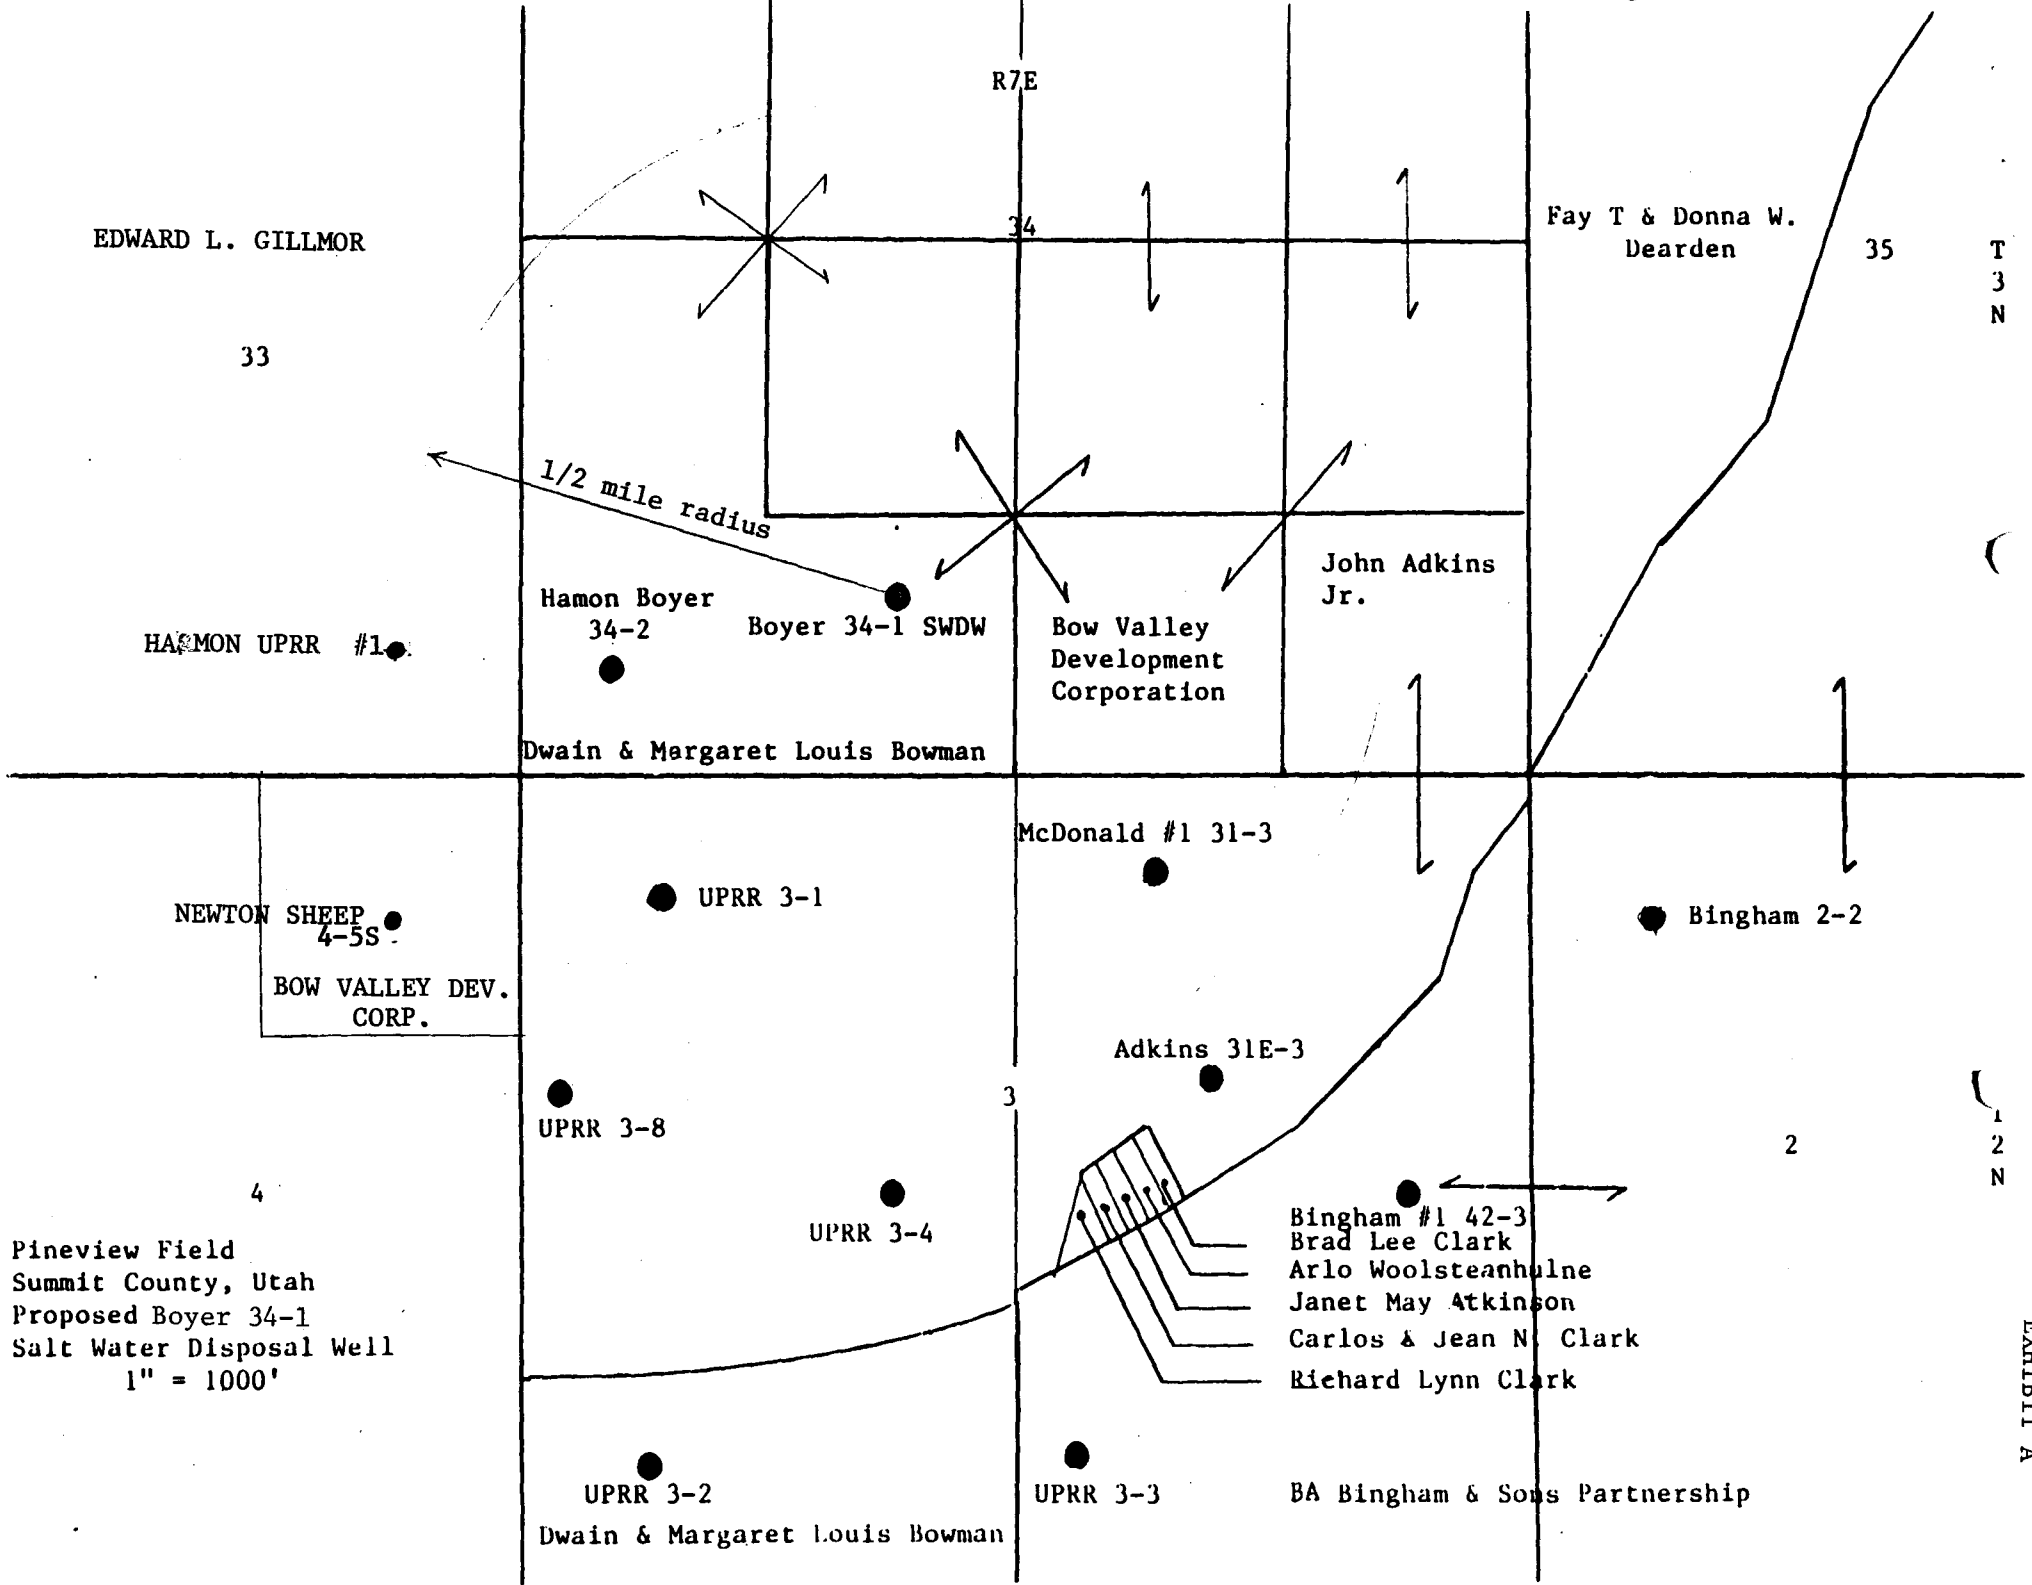 R7E
EDWARD L. GILLMOR
34
Fay T & Donna W.
Dearden
35
T
3
N
33
1/2 mile radius
John Adkins
Jr.
Hamon Boyer
34-2
Boyer 34-1 SWDW
Bow Valley
Development
Corporation
HARMON UPRR #1
Dwain & Margaret Louis Bowman
McDonald #1 31-3
UPRR 3-1
NEWTON SHEEP
4-5S
Bingham 2-2
BOW VALLEY DEV.
CORP.
Adkins 31E-3
3
UPRR 3-8
2
T
2
N
4
UPRR 3-4
Bingham #1 42-3
Brad Lee Clark
Arlo Woolsteanhulne
Janet May Atkinson
Carlos & Jean N. Clark
Richard Lynn Clark
Pineview Field
Summit County, Utah
Proposed Boyer 34-1
Salt Water Disposal Well
1" = 1000'
EXHIBIT A
UPRR 3-2
UPRR 3-3
BA Bingham & Sons Partnership
Dwain & Margaret Louis Bowman